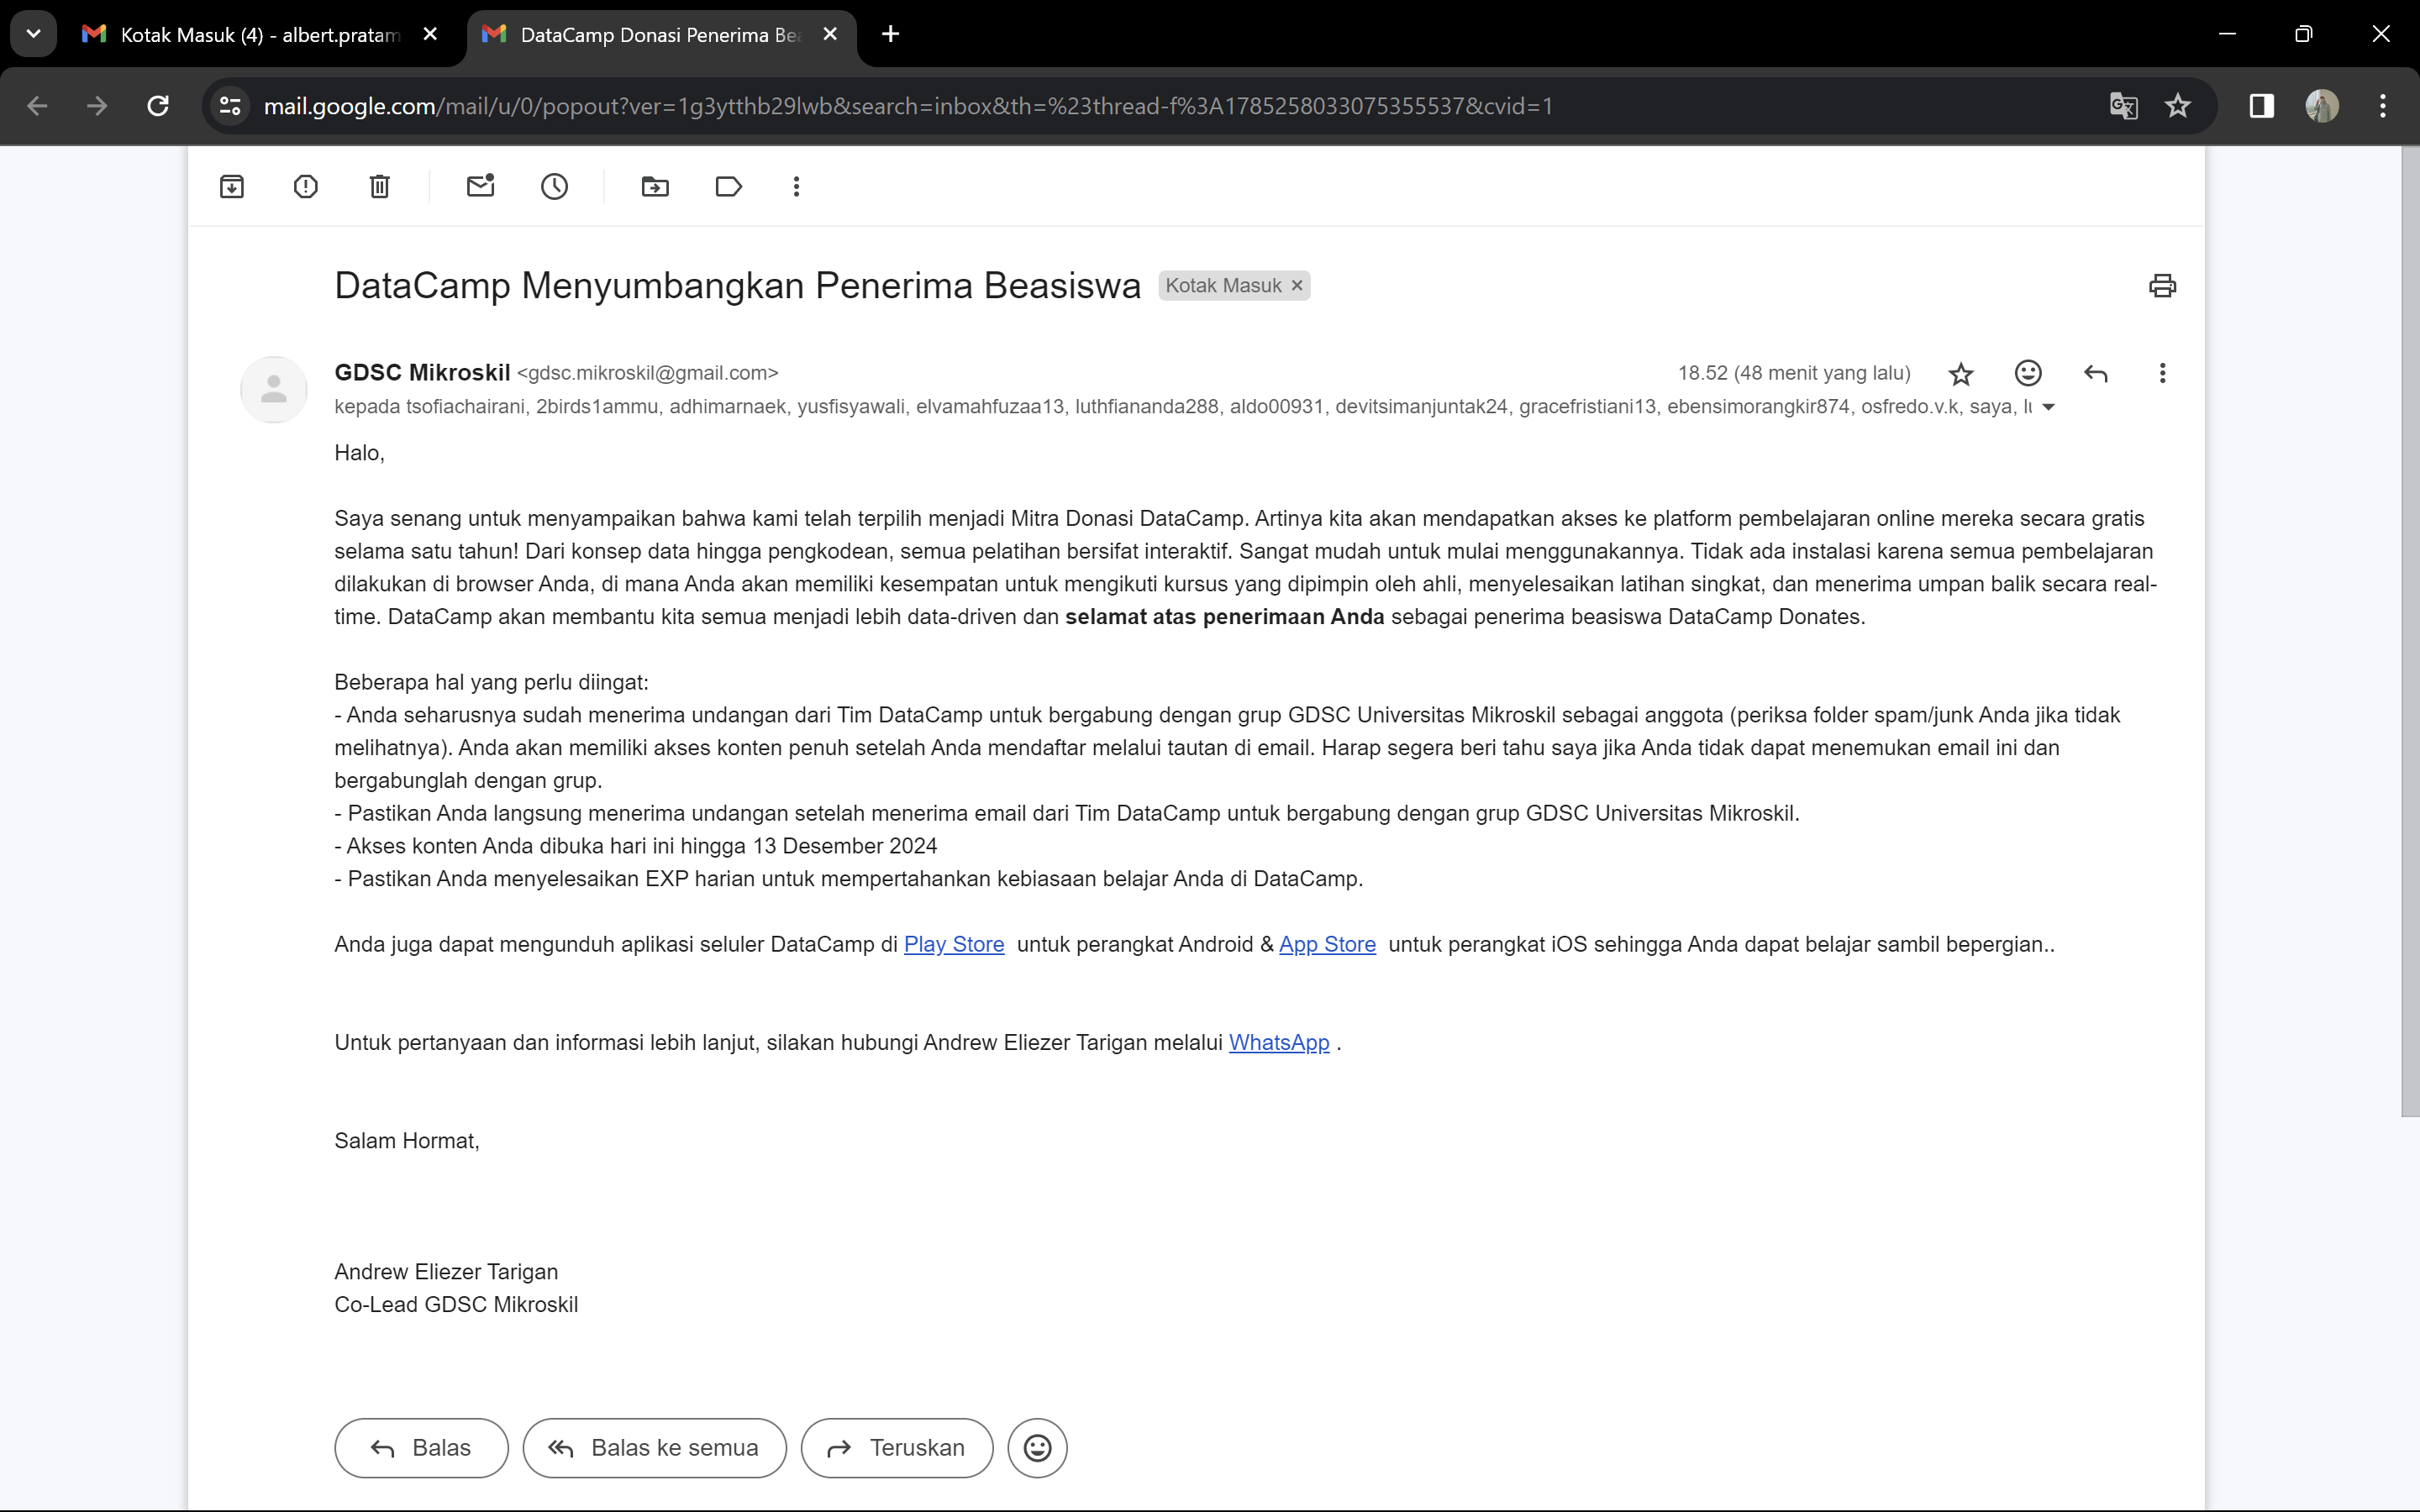 Kotak Masuk (4) - albert.pratam
DataCamp Donasi Penerima Bea
mail.google.com/mail/u/0/popout?ver=1g3ytthb29lwb&search=inbox&th=%23thread-f%3A1785258033075355537&cvid=1
DataCamp Menyumbangkan Penerima Beasiswa Kotak Masuk ×
GDSC Mikroskil <gdsc.mikroskil@gmail.com> 18.52 (48 menit yang lalu)
kepada tsofiachairani, 2birds1ammu, adhimarnaek, yusfisyawali, elvamahfuzaa13, luthfiananda288, aldo00931, devitsimanjuntak24, gracefristiani13, ebensimorangkir874, osfredo.v.k, saya,
Halo,
Saya senang untuk menyampaikan bahwa kami telah terpilih menjadi Mitra Donasi DataCamp. Artinya kita akan mendapatkan akses ke platform pembelajaran online mereka secara gratis
selama satu tahun! Dari konsep data hingga pengkodean, semua pelatihan bersifat interaktif. Sangat mudah untuk mulai menggunakannya. Tidak ada instalasi karena semua pembelajaran
dilakukan di browser Anda, di mana Anda akan memiliki kesempatan untuk mengikuti kursus yang dipimpin oleh ahli, menyelesaikan latihan singkat, dan menerima umpan balik secara real-
time. DataCamp akan membantu kita semua menjadi lebih data-driven dan selamat atas penerimaan Anda sebagai penerima beasiswa DataCamp Donates.
Beberapa hal yang perlu diingat:
- Anda seharusnya sudah menerima undangan dari Tim DataCamp untuk bergabung dengan grup GDSC Universitas Mikroskil sebagai anggota (periksa folder spam/junk Anda jika tidak
melihatnya). Anda akan memiliki akses konten penuh setelah Anda mendaftar melalui tautan di email. Harap segera beri tahu saya jika Anda tidak dapat menemukan email ini dan
bergabunglah dengan grup.
- Pastikan Anda langsung menerima undangan setelah menerima email dari Tim DataCamp untuk bergabung dengan grup GDSC Universitas Mikroskil.
- Akses konten Anda dibuka hari ini hingga 13 Desember 2024
- Pastikan Anda menyelesaikan EXP harian untuk mempertahankan kebiasaan belajar Anda di DataCamp.
Anda juga dapat mengunduh aplikasi seluler DataCamp di Play Store untuk perangkat Android & App Store untuk perangkat iOS sehingga Anda dapat belajar sambil bepergian..
Untuk pertanyaan dan informasi lebih lanjut, silakan hubungi Andrew Eliezer Tarigan melalui WhatsApp .
Salam Hormat,
Andrew Eliezer Tarigan
Co-Lead GDSC Mikroskil
Balas
Balas ke semua
Teruskan